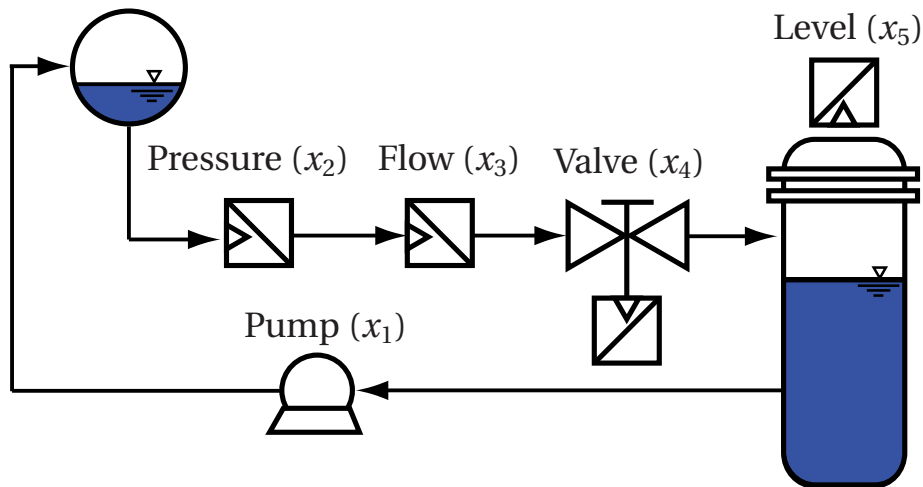 Level (x₅)
Pressure (x₂)
Flow (x₃)
Valve (x₄)
Pump (x₁)